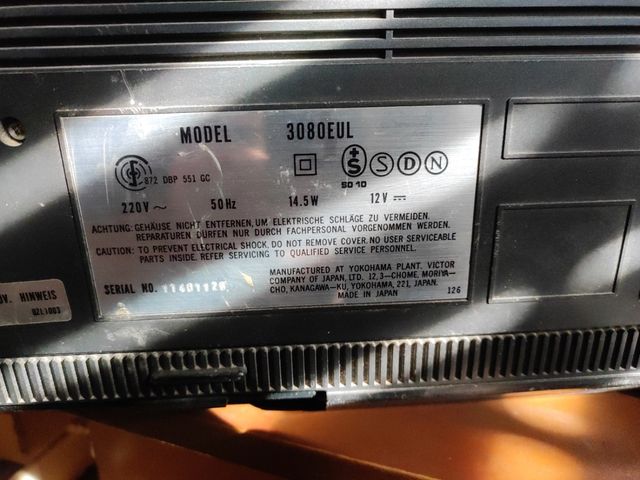 MODEL 3080EUL
872 DBP 551 GC
S S D N
SO 10
220V ~ 50 Hz 14.5W 12V
ACHTUNG: GEHÄUSE NICHT ENTFERNEN, UM ELEKTRISCHE SCHLÄGE ZU VERMEIDEN.
REPARATUREN DÜRFEN NUR DURCH FACHPERSONAL VORGENOMMEN WERDEN.
CAUTION: TO PREVENT ELECTRICAL SHOCK, DO NOT REMOVE COVER. NO USER SERVICEABLE
PARTS INSIDE. REFER SERVICING TO QUALIFIED SERVICE PERSONNEL.
MANUFACTURED AT YOKOHAMA PLANT. VICTOR
COMPANY OF JAPAN, LTD. 12, 3-CHOME, MORIYA-
CHO, KANAGAWA-KU, YOKOHAMA, 221, JAPAN.
SERIAL NO.
MADE IN JAPAN 126
HINWEIS